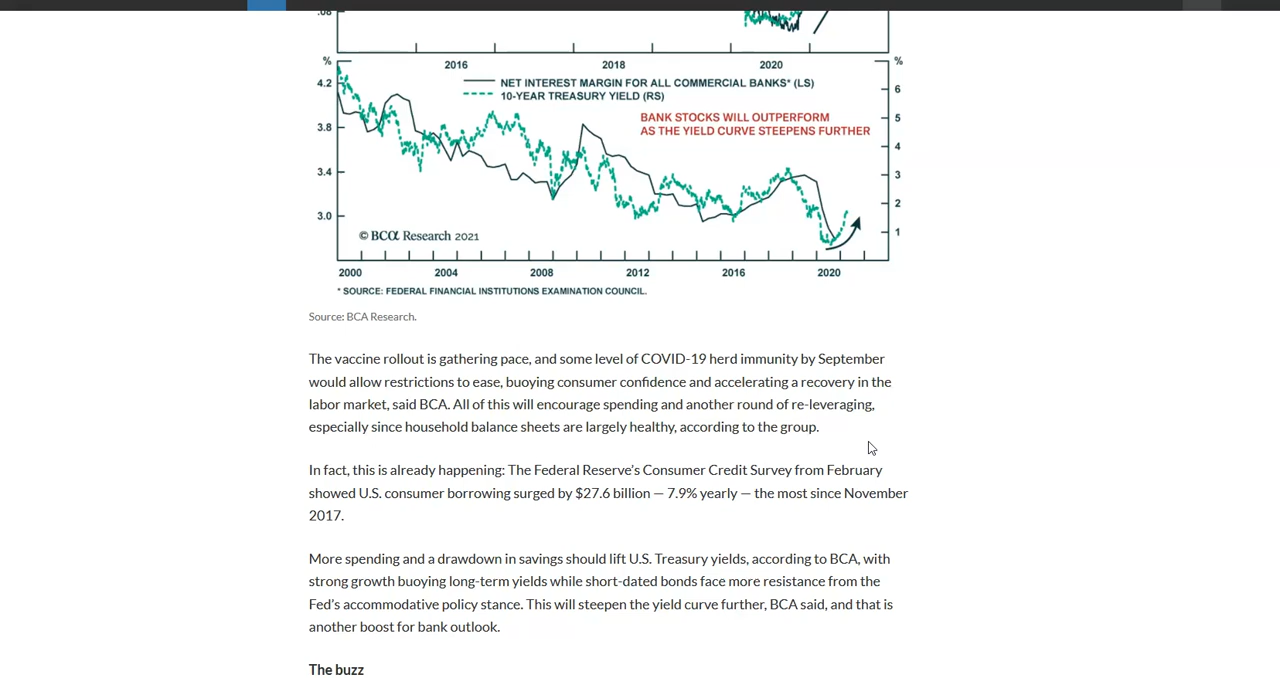 .08
2016 2018 2020
% %
NET INTEREST MARGIN FOR ALL COMMERCIAL BANKS* (LS)
4.2 6
10-YEAR TREASURY YIELD (RS)
BANK STOCKS WILL OUTPERFORM
5
3.8 AS THE YIELD CURVE STEEPENS FURTHER
4
3.4 3
2
3.0
1
© BCα Research 2021
2000 2004 2008 2012 2016 2020
* SOURCE: FEDERAL FINANCIAL INSTITUTIONS EXAMINATION COUNCIL.
Source: BCA Research.
The vaccine rollout is gathering pace, and some level of COVID-19 herd immunity by September
would allow restrictions to ease, buoying consumer confidence and accelerating a recovery in the
labor market, said BCA. All of this will encourage spending and another round of re-leveraging,
especially since household balance sheets are largely healthy, according to the group.
In fact, this is already happening: The Federal Reserve’s Consumer Credit Survey from February
showed U.S. consumer borrowing surged by $27.6 billion — 7.9% yearly — the most since November
2017.
More spending and a drawdown in savings should lift U.S. Treasury yields, according to BCA, with
strong growth buoying long-term yields while short-dated bonds face more resistance from the
Fed’s accommodative policy stance. This will steepen the yield curve further, BCA said, and that is
another boost for bank outlook.
The buzz